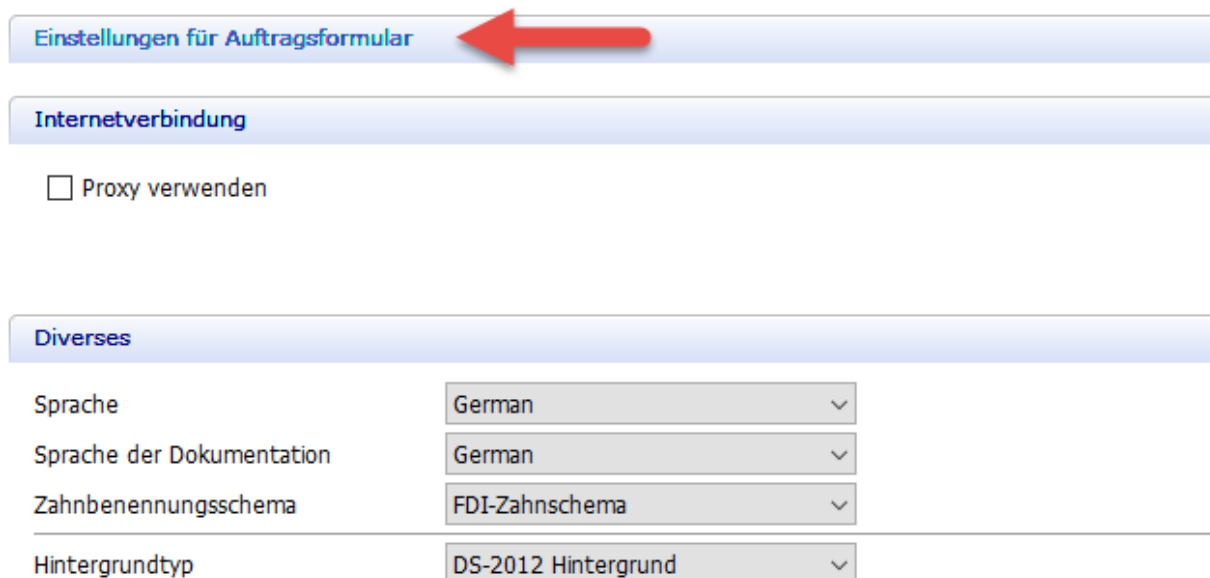 Einstellungen für Auftragsformular
Internetverbindung
Proxy verwenden
Diverses
Sprache German
Sprache der Dokumentation German
Zahnbenennungsschema FDI-Zahnschema
Hintergrundtyp DS-2012 Hintergrund